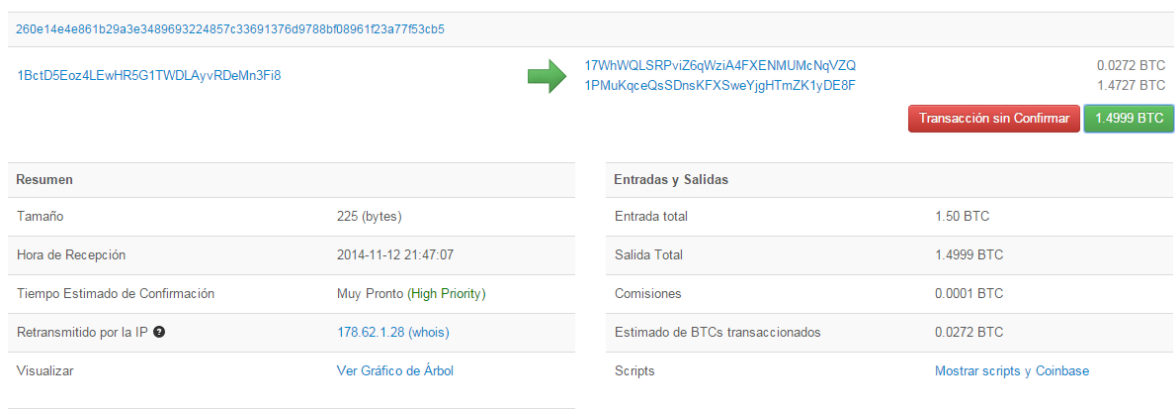 260e14e4e861b29a3e3489693224857c33691376d9788bf08961f23a77f53cb5
1BctD5Eoz4LEwHR5G1TWDLAyvRDeMn3Fi8
17WhWQLSRPviZ6qWziA4FXENMUMcNqVZQ 0.0272 BTC
1PMuKqceQsSDnsKFXSweYjgHTmZK1yDE8F 1.4727 BTC
Transacción sin Confirmar 1.4999 BTC
Resumen
Tamaño 225 (bytes)
Hora de Recepción 2014-11-12 21:47:07
Tiempo Estimado de Confirmación Muy Pronto (High Priority)
Retransmitido por la IP 178.62.1.28 (whois)
Visualizar Ver Gráfico de Árbol
Entradas y Salidas
Entrada total 1.50 BTC
Salida Total 1.4999 BTC
Comisiones 0.0001 BTC
Estimado de BTCs transaccionados 0.0272 BTC
Scripts Mostrar scripts y Coinbase